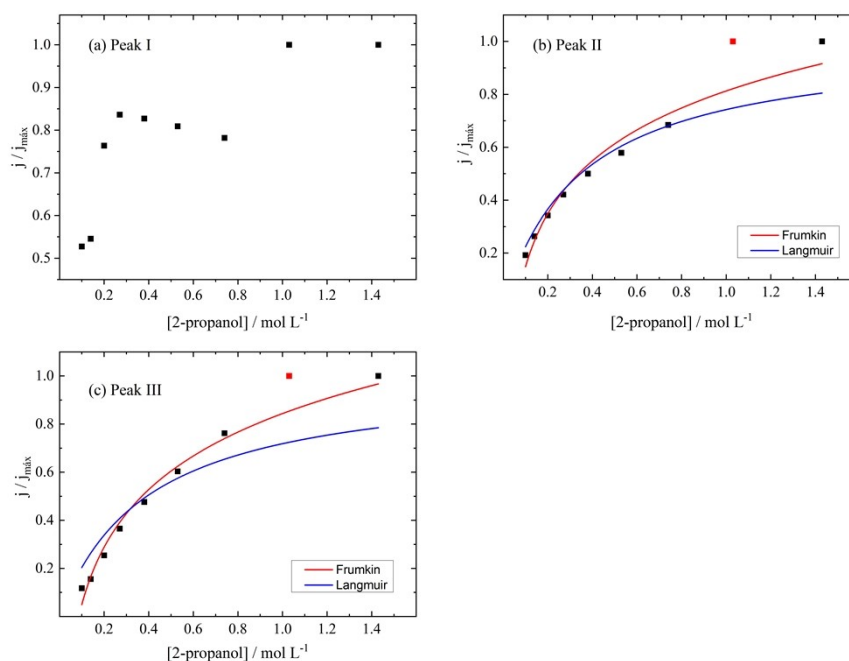 (a) Peak I
1.0
0.9
0.8
0.7
0.6
0.5
j / jmáx
0.2 0.4 0.6 0.8 1.0 1.2 1.4
[2-propanol] / mol L-1
(b) Peak II
1.0
0.8
0.6
0.4
0.2
j / jmáx
Frumkin
Langmuir
0.2 0.4 0.6 0.8 1.0 1.2 1.4
[2-propanol] / mol L-1
(c) Peak III
1.0
0.8
0.6
0.4
0.2
j / jmáx
Frumkin
Langmuir
0.2 0.4 0.6 0.8 1.0 1.2 1.4
[2-propanol] / mol L-1